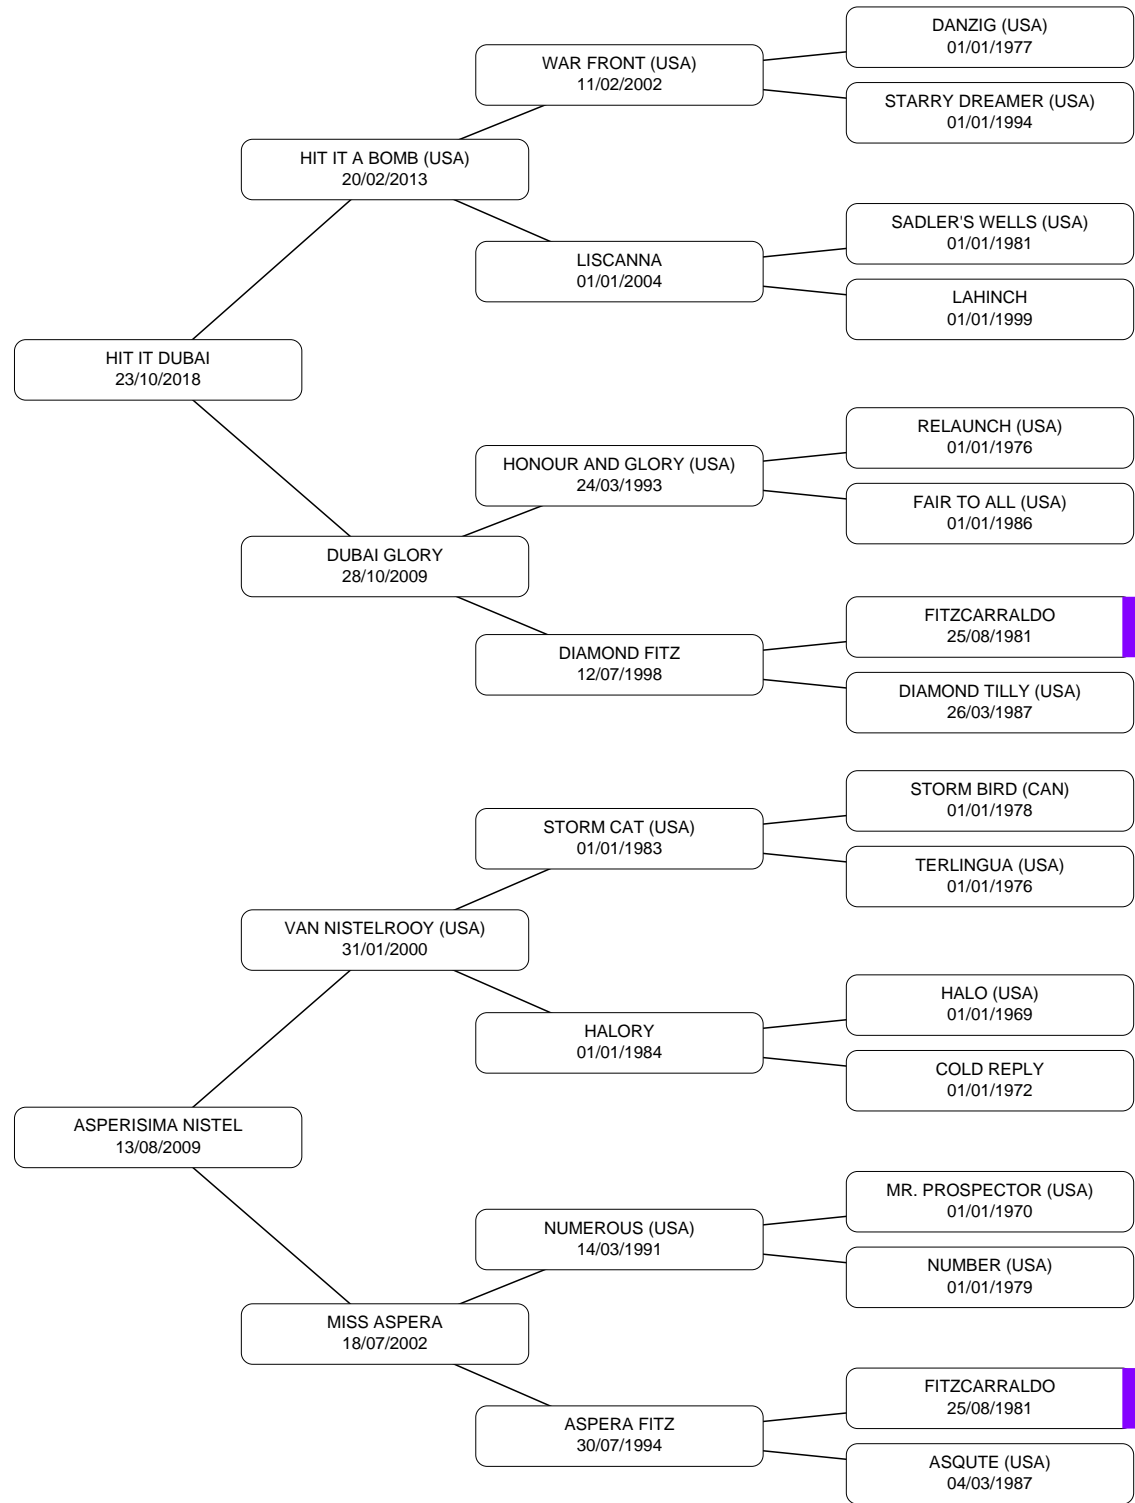 DANZIG (USA)
01/01/1977
WAR FRONT (USA)
11/02/2002
STARRY DREAMER (USA)
01/01/1994
HIT IT A BOMB (USA)
20/02/2013
SADLER'S WELLS (USA)
01/01/1981
LISCANNA
01/01/2004
LAHINCH
01/01/1999
HIT IT DUBAI
23/10/2018
RELAUNCH (USA)
01/01/1976
HONOUR AND GLORY (USA)
24/03/1993
FAIR TO ALL (USA)
01/01/1986
DUBAI GLORY
28/10/2009
FITZCARRALDO
25/08/1981
DIAMOND FITZ
12/07/1998
DIAMOND TILLY (USA)
26/03/1987
STORM BIRD (CAN)
01/01/1978
STORM CAT (USA)
01/01/1983
TERLINGUA (USA)
01/01/1976
VAN NISTELROOY (USA)
31/01/2000
HALO (USA)
01/01/1969
HALORY
01/01/1984
COLD REPLY
01/01/1972
ASPERISIMA NISTEL
13/08/2009
MR. PROSPECTOR (USA)
01/01/1970
NUMEROUS (USA)
14/03/1991
NUMBER (USA)
01/01/1979
MISS ASPERA
18/07/2002
FITZCARRALDO
25/08/1981
ASPERA FITZ
30/07/1994
ASQUTE (USA)
04/03/1987